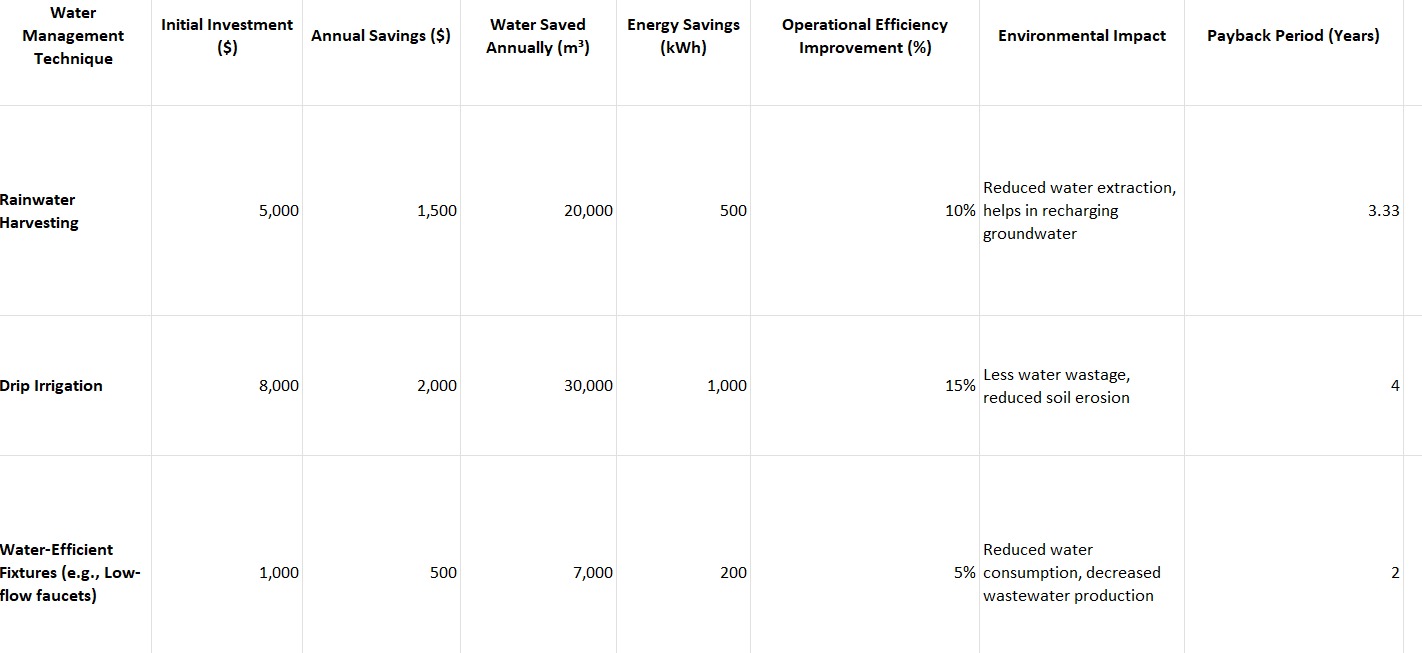 Water
Management
Technique
Initial Investment
($)
Annual Savings ($)
Water Saved
Annually (m³)
Energy Savings
(kWh)
Operational Efficiency
Improvement (%)
Environmental Impact
Payback Period (Years)
Rainwater
Harvesting
5,000
1,500
20,000
500
10%
Reduced water extraction,
helps in recharging
groundwater
3.33
Drip Irrigation
8,000
2,000
30,000
1,000
15%
Less water wastage,
reduced soil erosion
4
Water-Efficient
Fixtures (e.g., Low-
flow faucets)
1,000
500
7,000
200
5%
Reduced water
consumption, decreased
wastewater production
2